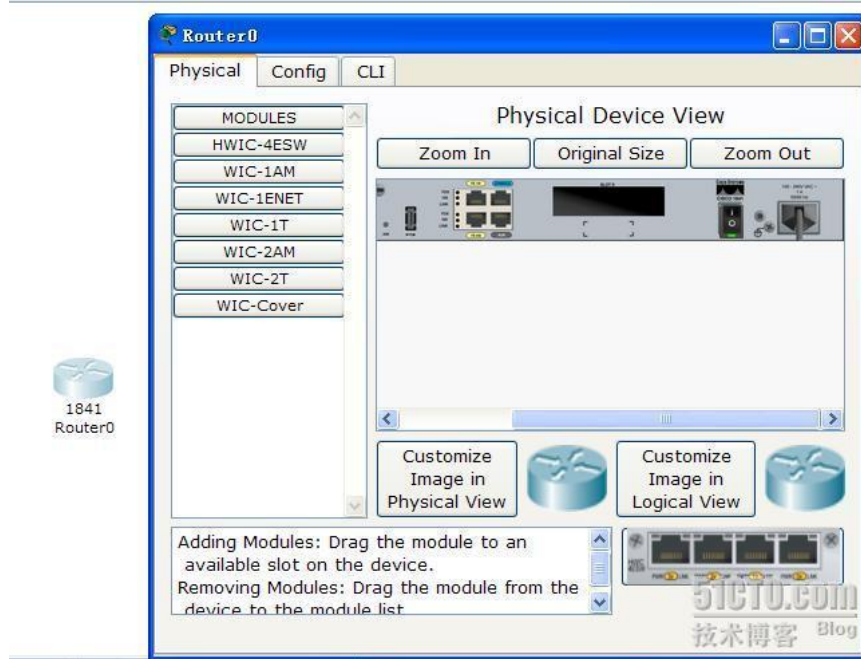 Router0
Physical
Config
CLI
MODULES
HWIC-4ESW
WIC-1AM
WIC-1ENET
WIC-1T
WIC-2AM
WIC-2T
WIC-Cover
Physical Device View
Zoom In
Original Size
Zoom Out
1841
Router0
Customize
Image in
Physical View
Customize
Image in
Logical View
Adding Modules: Drag the module to an
available slot on the device.
Removing Modules: Drag the module from the
device to the module list
51CTO.com
技术博客 Blog